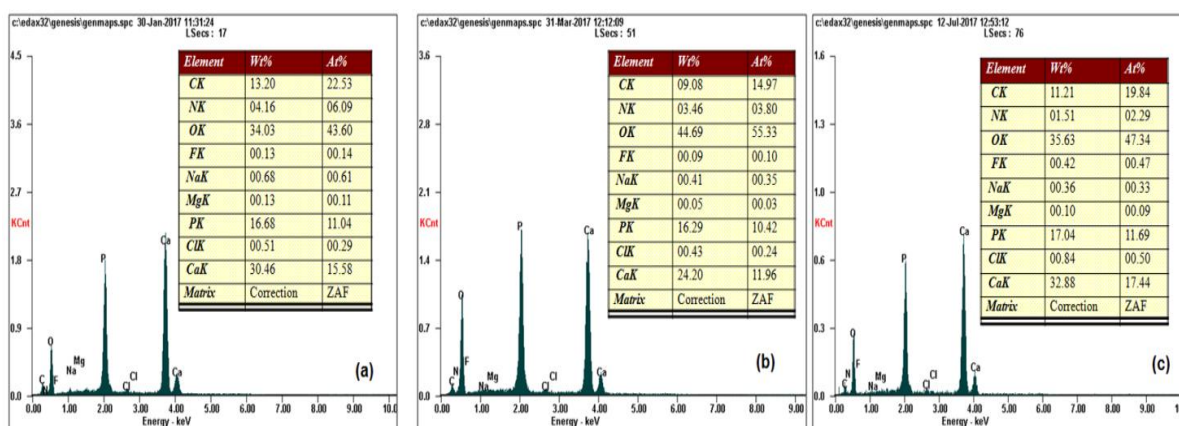 c:\edax32\genesis\genmaps.spc 30-Jan-2017 11:31:24
LSecs : 17
4.5
3.6
2.7
KCnt
1.8
0.9
0.0
Element Wt% At%
CK 13.20 22.53
NK 04.16 06.09
OK 34.03 43.60
FK 00.13 00.14
NaK 00.68 00.61
MgK 00.13 00.11
PK 16.68 11.04
ClK 00.51 00.29
CaK 30.46 15.58
Matrix Correction ZAF
C N O F Na Mg P Cl Cl Ca Ca
(a)
0.00 1.00 2.00 3.00 4.00 5.00 6.00 7.00 8.00 9.00 10.0
Energy - keV
c:\edax32\genesis\genmaps.spc 31-Mar-2017 12:12:09
LSecs : 51
3.6
2.8
2.1
KCnt
1.4
0.7
0.0
Element Wt% At%
CK 09.08 14.97
NK 03.46 03.80
OK 44.69 55.33
FK 00.09 00.10
NaK 00.41 00.35
MgK 00.05 00.03
PK 16.29 10.42
ClK 00.43 00.24
CaK 24.20 11.96
Matrix Correction ZAF
C N O F Na Mg P Cl Cl Ca Ca
(b)
0.00 1.00 2.00 3.00 4.00 5.00 6.00 7.00 8.00 9.00
Energy - keV
c:\edax32\genesis\genmaps.spc 12-Jul-2017 12:53:12
LSecs : 76
1.6
1.3
1.0
KCnt
0.6
0.3
0.0
Element Wt% At%
CK 11.21 19.84
NK 01.51 02.29
OK 35.63 47.34
FK 00.42 00.47
NaK 00.36 00.33
MgK 00.10 00.09
PK 17.04 11.69
ClK 00.84 00.50
CaK 32.88 17.44
Matrix Correction ZAF
C N O F Na Mg P Cl Cl Ca Ca
(c)
0.00 1.00 2.00 3.00 4.00 5.00 6.00 7.00 8.00 9.00
Energy - keV